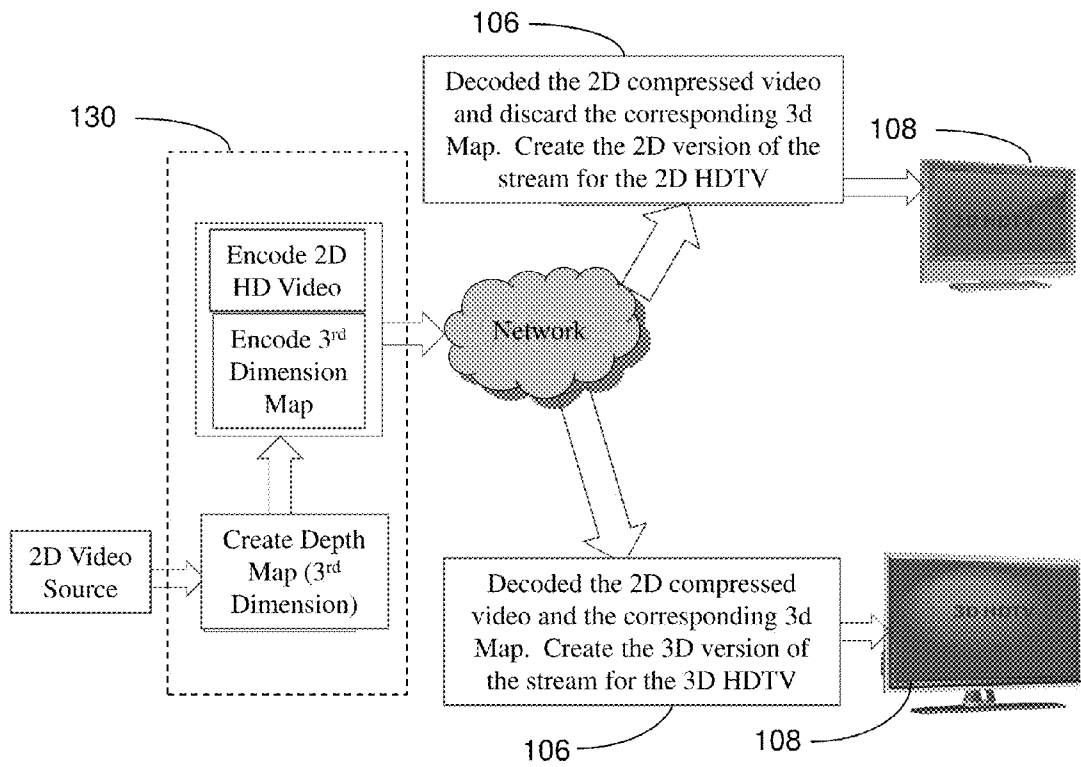 106
Decoded the 2D compressed video
and discard the corresponding 3d
Map. Create the 2D version of the
stream for the 2D HDTV
108
130
Encode 2D
HD Video
Encode 3rd
Dimension
Map
Network
2D Video
Source
Create Depth
Map (3rd
Dimension)
Decoded the 2D compressed
video and the corresponding 3d
Map. Create the 3D version of
the stream for the 3D HDTV
106
108